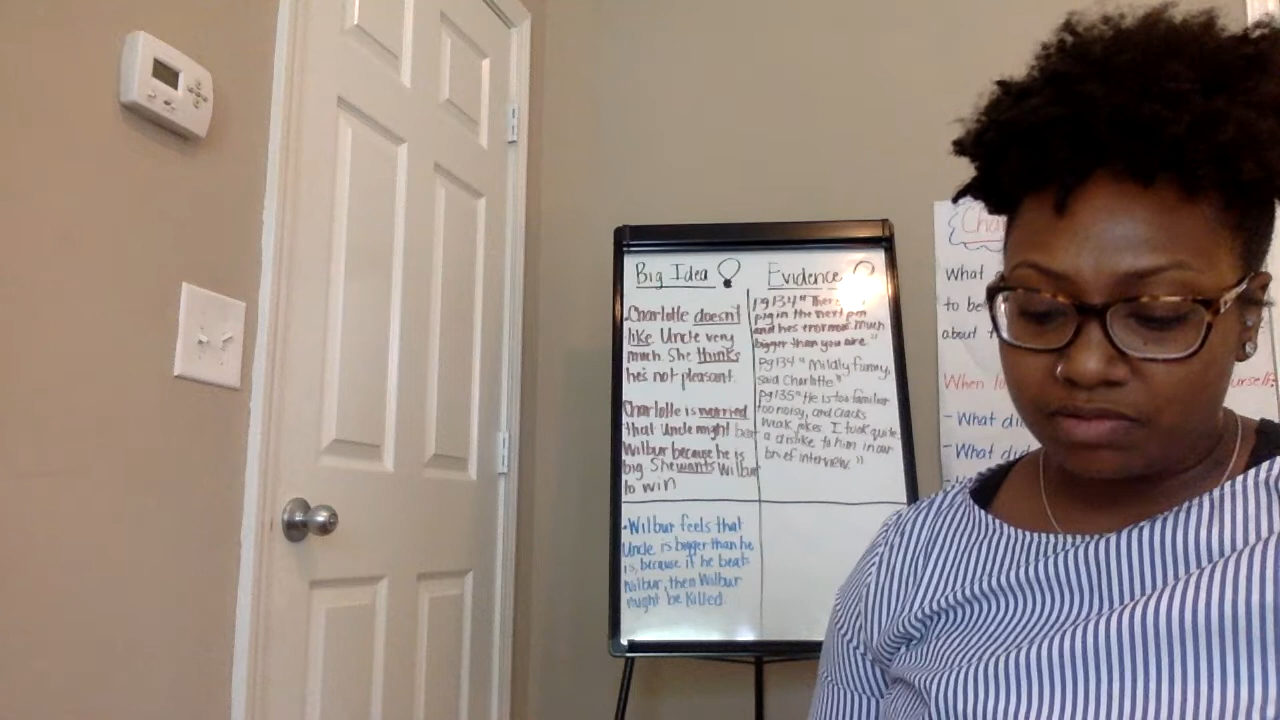 Big Idea
Charlotte doesn't
like Uncle very
much. She thinks
he's not pleasant.
Charlotte is worried
that Uncle might beat
Wilbur because he is
big. She wants Wilbur
to win
Evidence
pg 134 "There's a
pig in the next pen
and he's enormous much
bigger than you are."
pg 134 "Mildly funny,
said Charlotte"
pg 135 "He is too familiar
too noisy, and cracks
weak jokes. I took quite
a dislike to him in our
brief interview."
• Wilbur feels that
Uncle is bigger than he
is, because if he beats
Wilbur, then Wilbur
might be killed.
What
to be
about
When
- What did
- What did